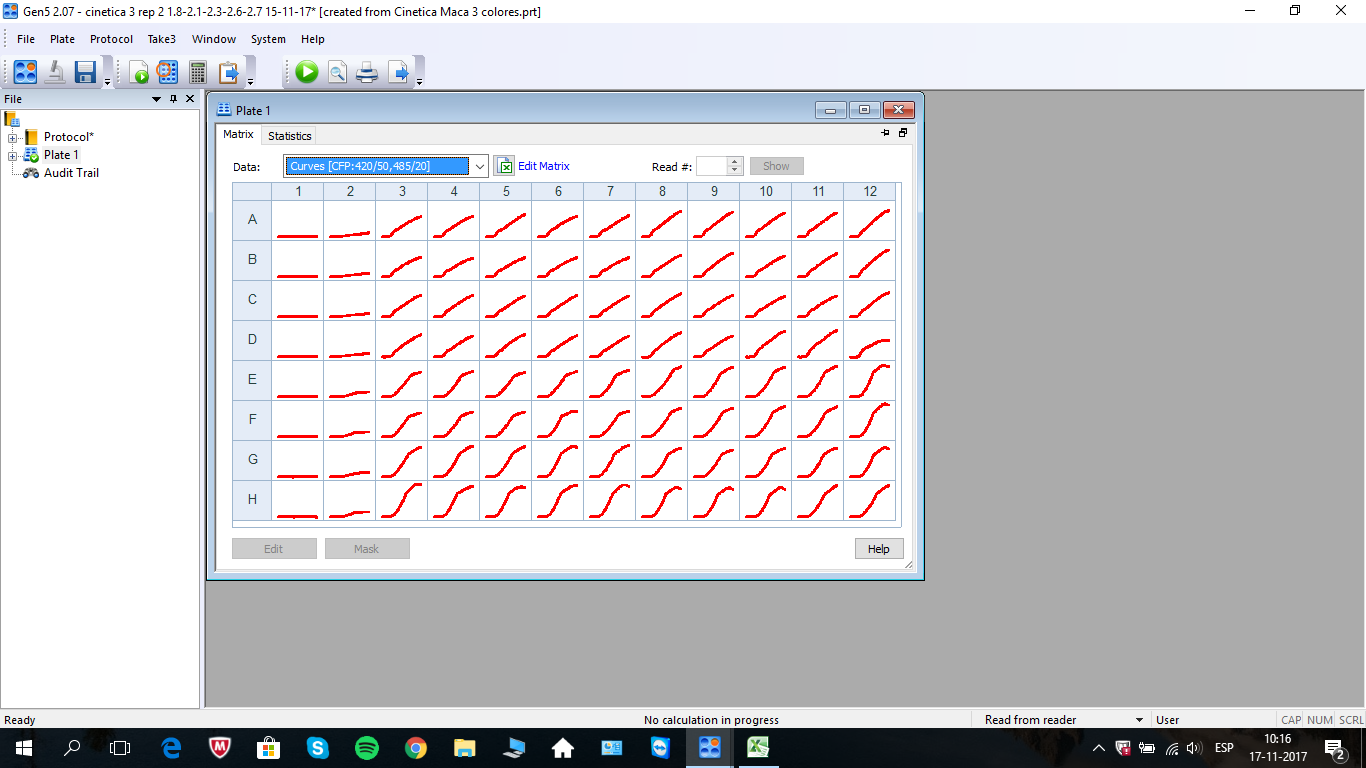 Gen5 2.07 - cinetica 3 rep 2 1.8-2.1-2.3-2.6-2.7 15-11-17* [created from Cinetica Maca 3 colores.prt]
File Plate Protocol Take3 Window System Help
File
Protocol*
Plate 1
Audit Trail
Plate 1
Matrix Statistics
Data: Curves [CFP:420/50,485/20] Edit Matrix Read #: Show
1 2 3 4 5 6 7 8 9 10 11 12
A
B
C
D
E
F
G
H
Edit Mask Help
Ready No calculation in progress Read from reader User CAP NUM SCRL
ESP 10:16
17-11-2017 2